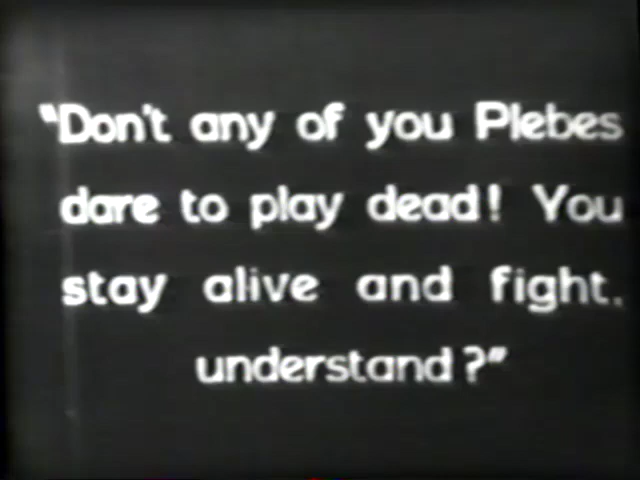 "Don't any of you Plebes
dare to play dead! You
stay alive and fight.
understand?"